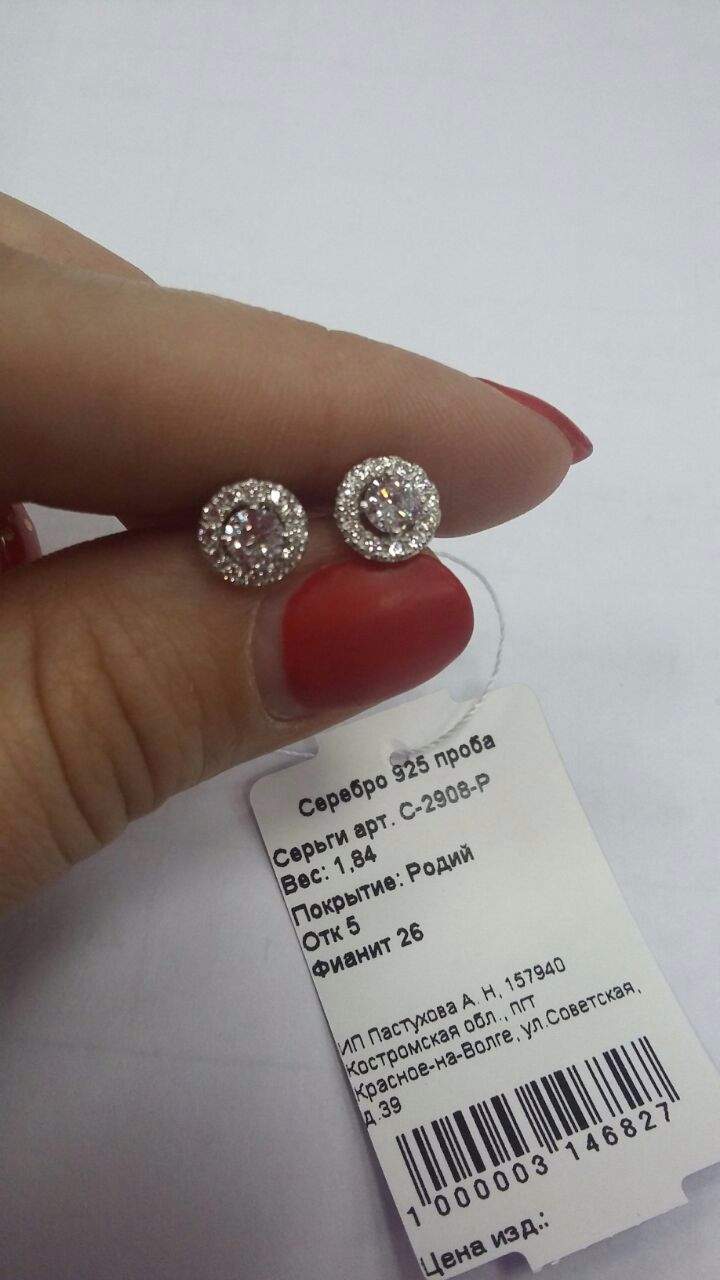 Серебро 925 проба
Серьги арт. С-2908-Р
Вес: 1,84
Покрытие: Родий
Отк 5
Фианит 26
ИП Пастухова А. Н, 157940
Костромская обл., пгт
Красное-на-Волге, ул.Советская,
д.39
1 000003 146827
Цена изд.: